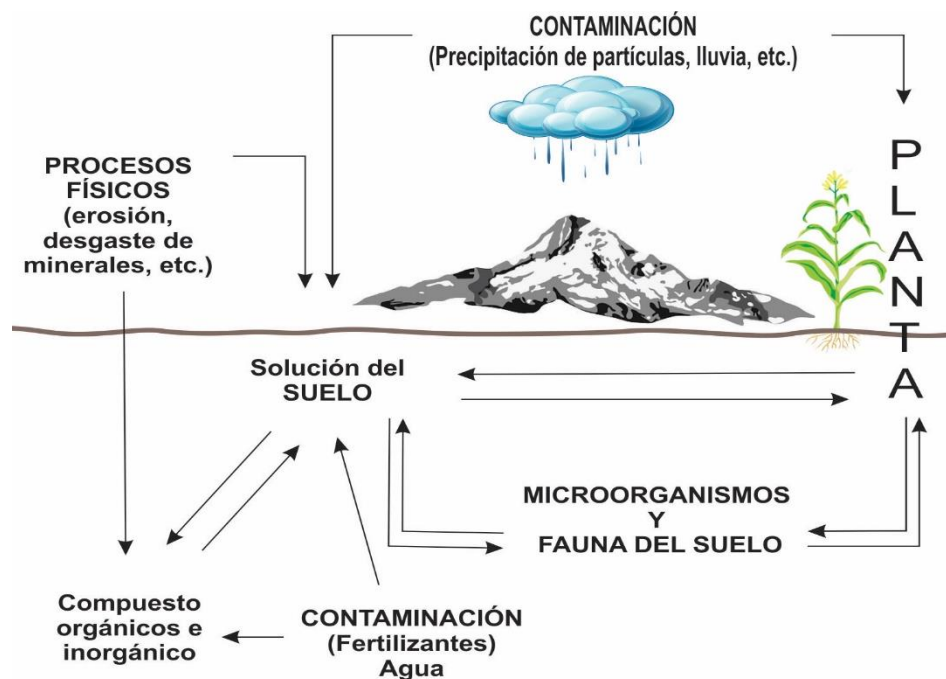 CONTAMINACIÓN
(Precipitación de partículas, lluvia, etc.)
PROCESOS
FÍSICOS
(erosión,
desgaste de
minerales, etc.)
PLANTA
Solución del
SUELO
MICROORGANISMOS
Y
FAUNA DEL SUELO
Compuesto
orgánicos e
inorgánico
CONTAMINACIÓN
(Fertilizantes)
Agua